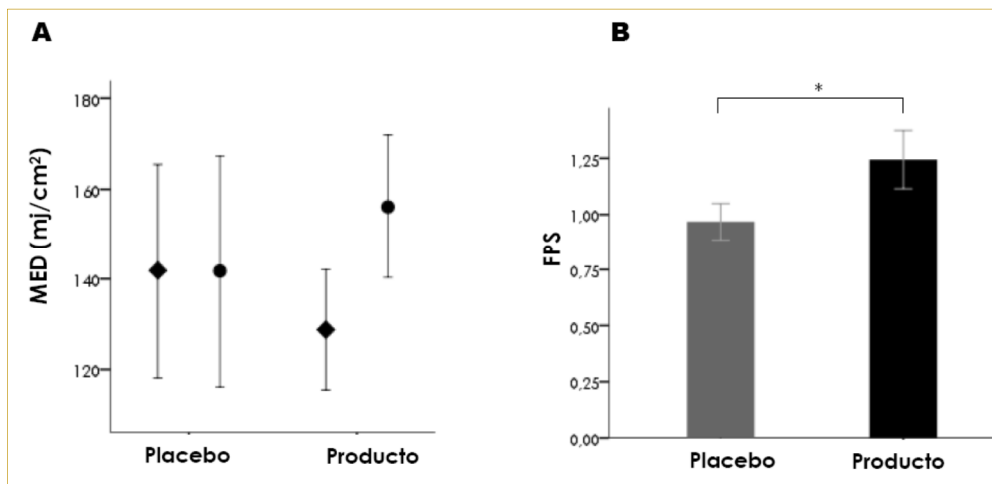 A
MED (mj/cm²)
180
160
140
120
Placebo
Producto
B
*
FPS
1,25
1,00
0,75
0,50
0,25
0,00
Placebo
Producto